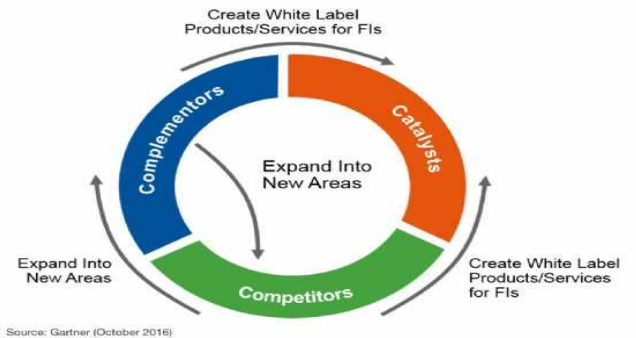 Create White Label
Products/Services for FIs
Complementors
Catalysts
Expand Into
New Areas
Expand Into
New Areas
Create White Label
Products/Services
for FIs
Competitors
Source: Gartner (October 2016)